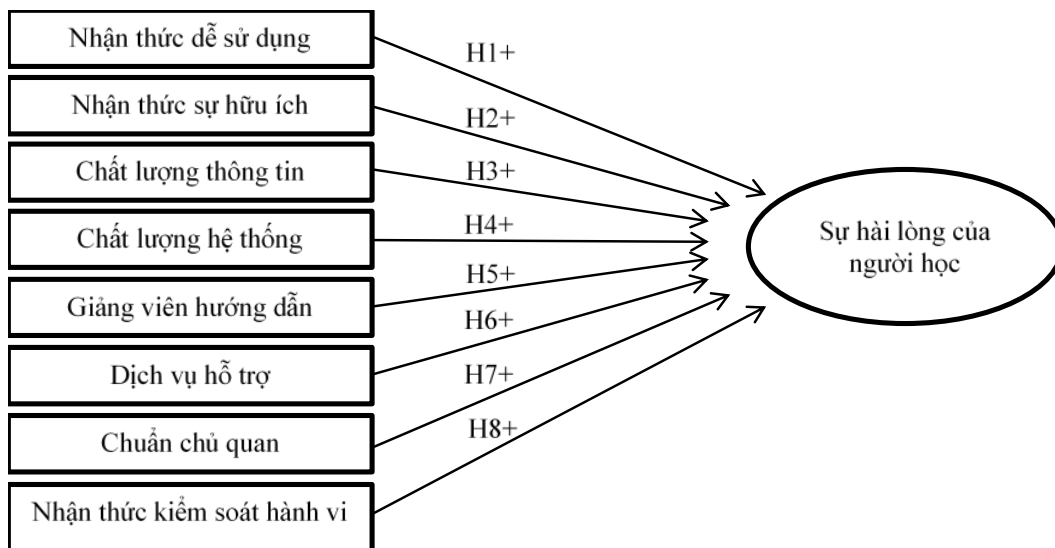 Nhận thức dễ sử dụng
H1+
Nhận thức sự hữu ích
H2+
Chất lượng thông tin
H3+
Chất lượng hệ thống
H4+
Giảng viên hướng dẫn
H5+
Dịch vụ hỗ trợ
H6+
Chuẩn chủ quan
H7+
Nhận thức kiểm soát hành vi
H8+
Sự hài lòng của
người học